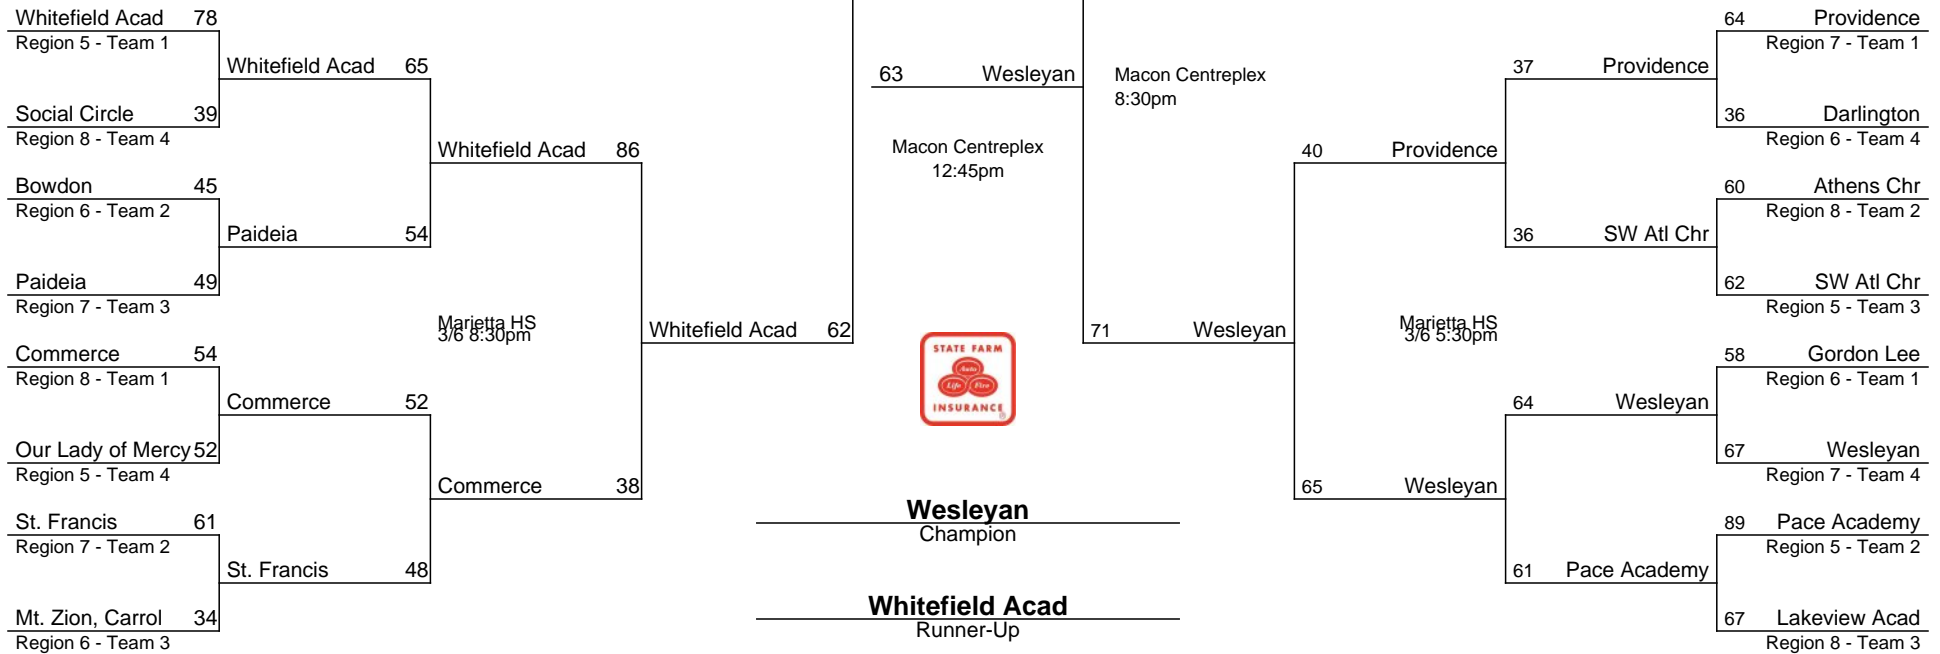 Whitefield Acad 78
Region 5 - Team 1
Whitefield Acad 65
Social Circle 39
Region 8 - Team 4
Whitefield Acad 86
Bowdon 45
Region 6 - Team 2
Paideia 54
Paideia 49
Region 7 - Team 3
Marietta HS
3/6 8:30pm
Whitefield Acad 62
Commerce 54
Region 8 - Team 1
Commerce 52
Our Lady of Mercy 52
Region 5 - Team 4
Commerce 38
St. Francis 61
Region 7 - Team 2
St. Francis 48
Mt. Zion, Carrol 34
Region 6 - Team 3
63 Wesleyan
Macon Centreplex
8:30pm
Macon Centreplex
12:45pm
STATE FARM
Auto
Life Fire
INSURANCE
®
Wesleyan
Champion
Whitefield Acad
Runner-Up
64 Providence
Region 7 - Team 1
37 Providence
36 Darlington
Region 6 - Team 4
40 Providence
60 Athens Chr
Region 8 - Team 2
36 SW Atl Chr
62 SW Atl Chr
Region 5 - Team 3
71 Wesleyan
Marietta HS
3/6 5:30pm
58 Gordon Lee
Region 6 - Team 1
64 Wesleyan
67 Wesleyan
Region 7 - Team 4
65 Wesleyan
89 Pace Academy
Region 5 - Team 2
61 Pace Academy
67 Lakeview Acad
Region 8 - Team 3